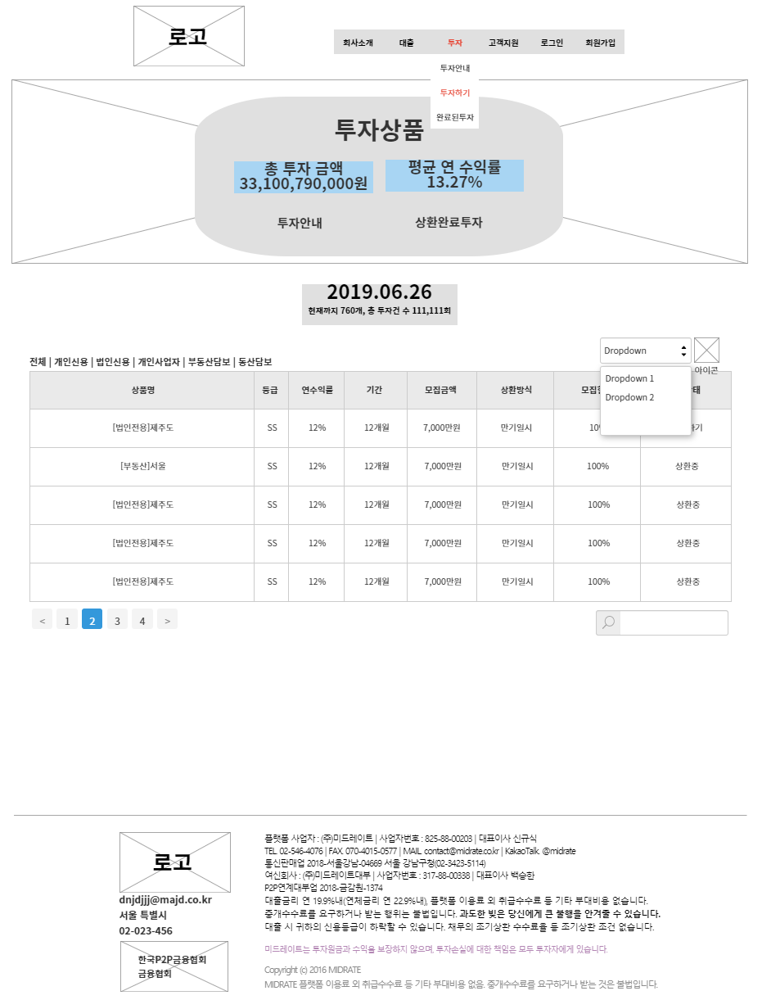 로고
회사소개 대출 투자 고객지원 로그인 회원가입
투자안내
투자하기
완료된투자
투자상품
총 투자 금액
33,100,790,000원
평균 연 수익률
13.27%
투자안내 상환완료투자
2019.06.26
현재까지 760개, 총 투자건 수 111,111회
Dropdown
아이콘
Dropdown 1
Dropdown 2
전체 | 개인신용 | 법인신용 | 개인사업자 | 부동산담보 | 동산담보
상품명 등급 연수익률 기간 모집금액 상환방식
[법인전용]제주도 SS 12% 12개월 7,000만원 만기일시
[부동산]서울 SS 12% 12개월 7,000만원 만기일시 100% 상환중
[법인전용]제주도 SS 12% 12개월 7,000만원 만기일시 100% 상환중
[법인전용]제주도 SS 12% 12개월 7,000만원 만기일시 100% 상환중
[법인전용]제주도 SS 12% 12개월 7,000만원 만기일시 100% 상환중
< 1 2 3 4 >
로고
dnjdjjj@majd.co.kr
서울 특별시
02-023-456
한국P2P금융협회
금융협회
플랫폼 사업자 : (주)미드레이트 | 사업자번호 : 825-88-00203 | 대표이사 신규식
TEL. 02-546-4076 | FAX. 070-4015-0577 | MAIL. contact@midrate.co.kr | KakaoTalk. @midrate
통신판매업 2018-서울강남-04669 서울 강남구청(02-3423-5114)
여신회사 : (주)미드레이트대부 | 사업자번호 : 317-88-00338 | 대표이사 백승한
P2P연계대부업 2018-금감원-1374
대출금리 연 19.9%내(연체금리 연 22.9%내), 플랫폼 이용료 외 취급수수료 등 기타 부대비용 없습니다.
중개수수료를 요구하거나 받는 행위는 불법입니다. 과도한 빚은 당신에게 큰 불행을 안겨줄 수 있습니다.
대출 시 귀하의 신용등급이 하락할 수 있습니다. 채무의 조기상환 수수료율 등 조기상환 조건 없습니다.
미드레이트는 투자원금과 수익을 보장하지 않으며, 투자손실에 대한 책임은 모두 투자자에게 있습니다.
Copyright (c) 2016 MIDRATE
MIDRATE 플랫폼 이용료 외 취급수수료 등 기타 부대비용 없음. 중개수수료를 요구하거나 받는 것은 불법입니다.